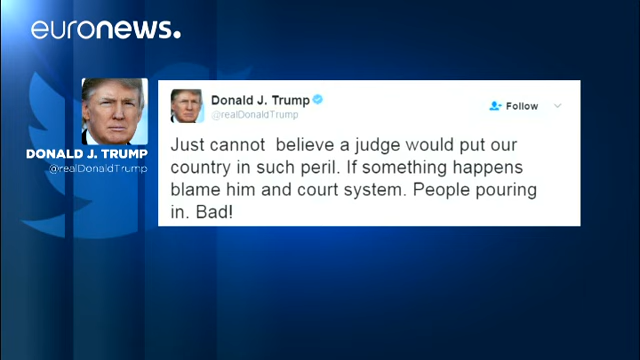 euronews.
DONALD J. TRUMP
@realDonaldTrump
Donald J. Trump
@realDonaldTrump
Follow
Just cannot believe a judge would put our
country in such peril. If something happens
blame him and court system. People pouring
in. Bad!